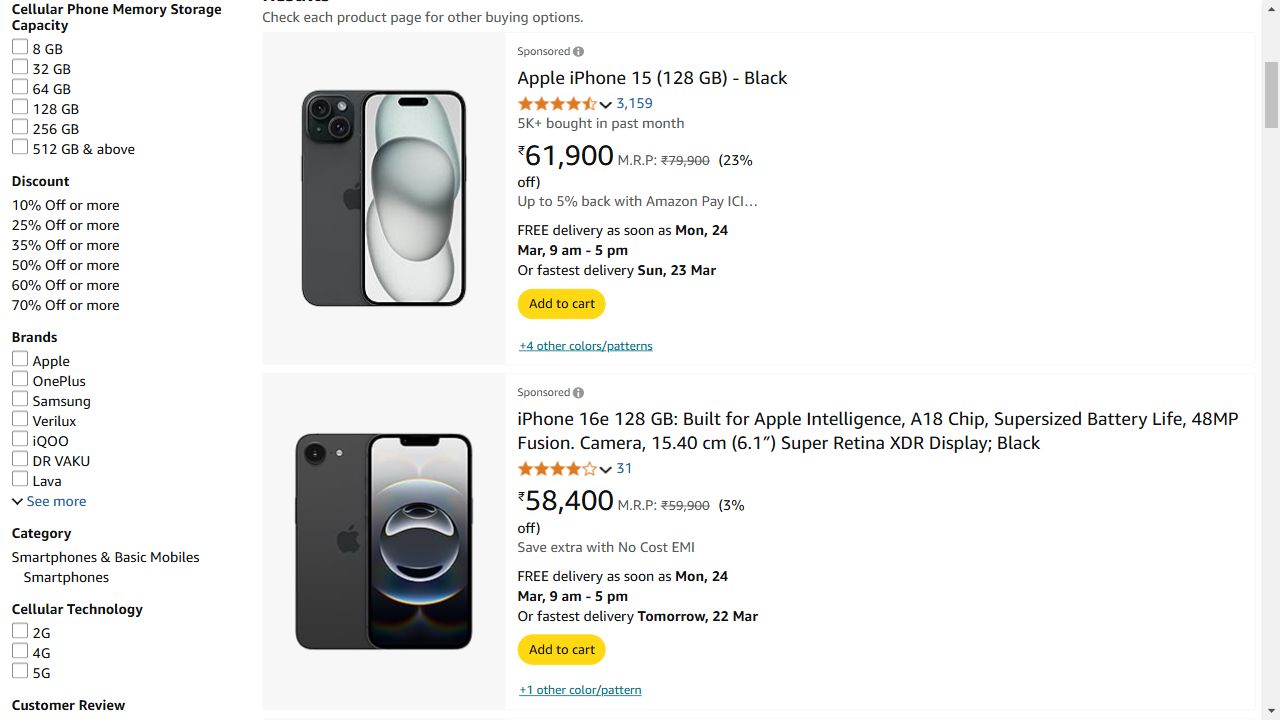 Cellular Phone Memory Storage
Capacity
8 GB
32 GB
64 GB
128 GB
256 GB
512 GB & above
Discount
10% Off or more
25% Off or more
35% Off or more
50% Off or more
60% Off or more
70% Off or more
Brands
Apple
OnePlus
Samsung
Verilux
iQOO
DR VAKU
Lava
See more
Category
Smartphones & Basic Mobiles
Smartphones
Cellular Technology
2G
4G
5G
Customer Review
Results
Check each product page for other buying options.
Sponsored
Apple iPhone 15 (128 GB) - Black
3,159
5K+ bought in past month
₹61,900 M.R.P: ₹79,900 (23%
off)
Up to 5% back with Amazon Pay ICI…
FREE delivery as soon as Mon, 24
Mar, 9 am - 5 pm
Or fastest delivery Sun, 23 Mar
Add to cart
+4 other colors/patterns
Sponsored
iPhone 16e 128 GB: Built for Apple Intelligence, A18 Chip, Supersized Battery Life, 48MP
Fusion. Camera, 15.40 cm (6.1″) Super Retina XDR Display; Black
31
₹58,400 M.R.P: ₹59,900 (3%
off)
Save extra with No Cost EMI
FREE delivery as soon as Mon, 24
Mar, 9 am - 5 pm
Or fastest delivery Tomorrow, 22 Mar
Add to cart
+1 other color/pattern